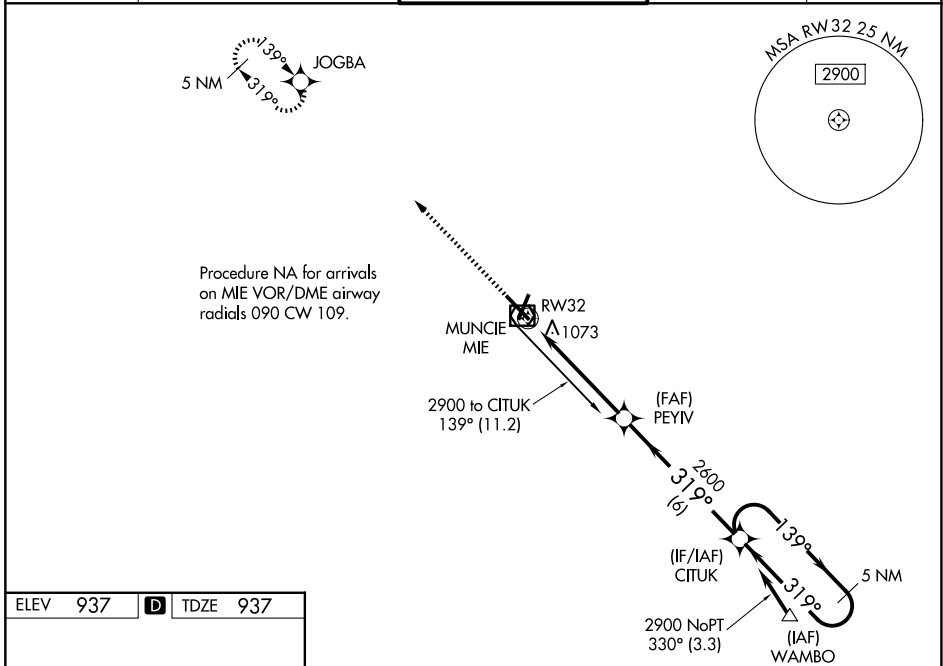 139°
JOGBA
5 NM
319°
MSA RW32 25 NM
2900
Procedure NA for arrivals
on MIE VOR/DME airway
radials 090 CW 109.
RW32
MUNCIE
MIE
1073
2900 to CITUK
139° (11.2)
(FAF)
PEYIV
2600
319°
(6)
139°
(IF/IAF)
CITUK
5 NM
319°
2900 NoPT
330° (3.3)
(IAF)
WAMBO
ELEV 937 D TDZE 937